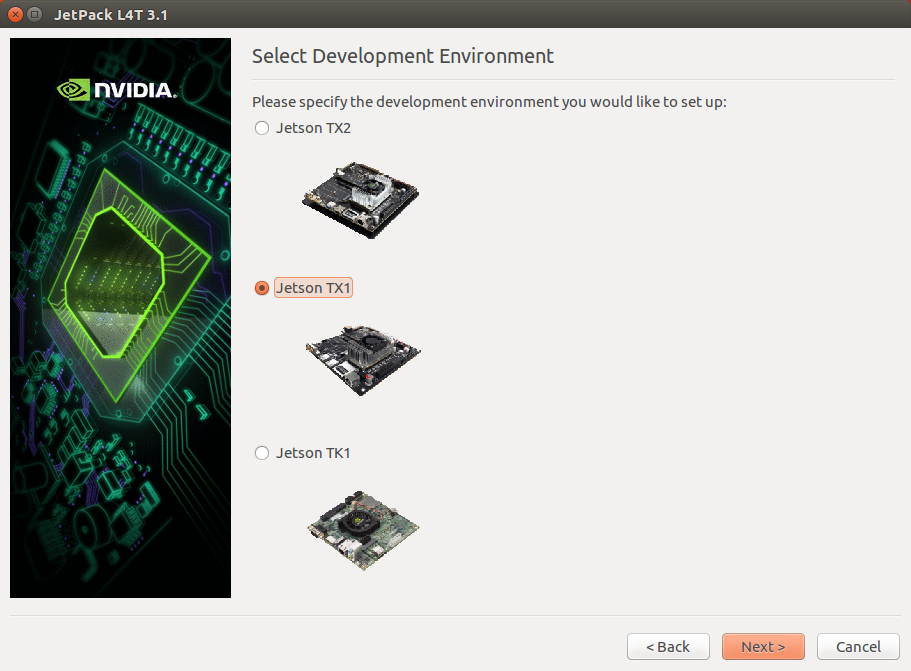 JetPack L4T 3.1
NVIDIA.
Select Development Environment
Please specify the development environment you would like to set up:
Jetson TX2
Jetson TX1
Jetson TK1
< Back
Next >
Cancel